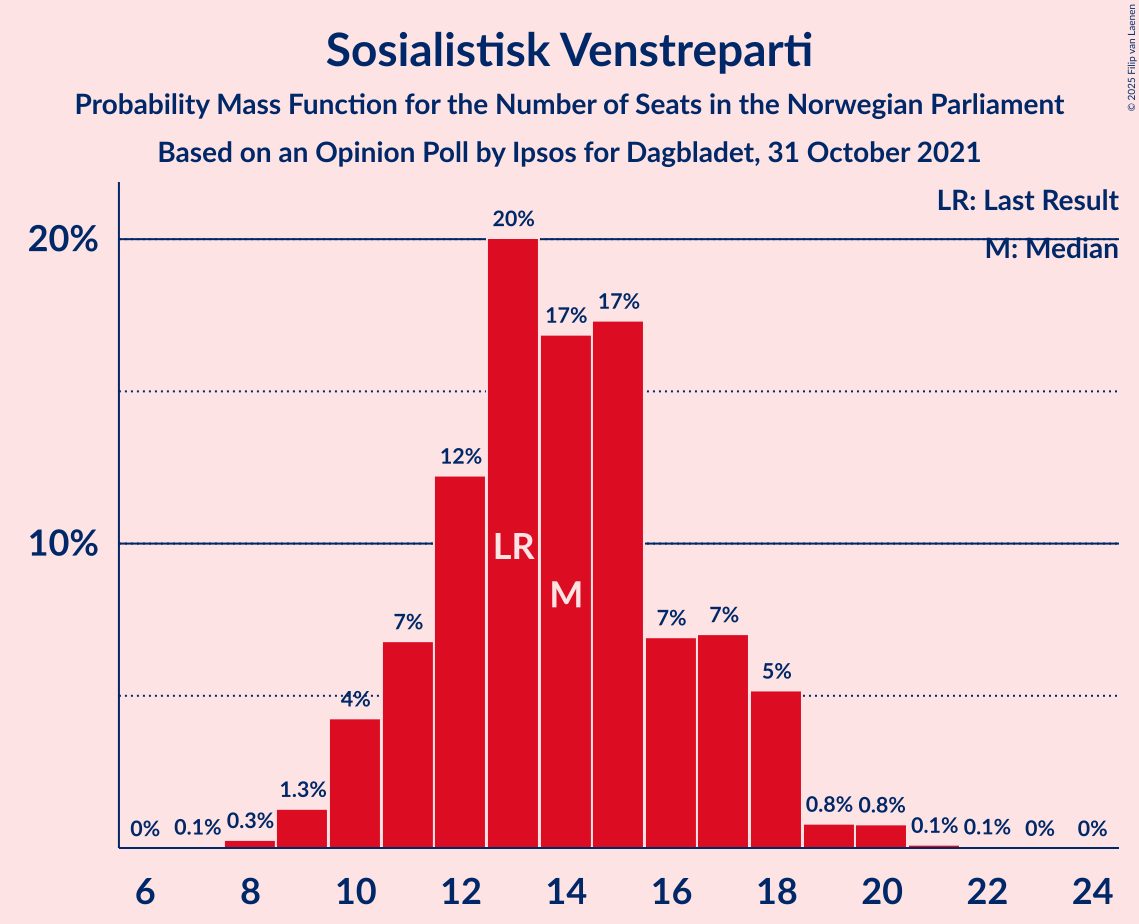 Sosialistisk Venstreparti
Probability Mass Function for the Number of Seats in the Norwegian Parliament
Based on an Opinion Poll by Ipsos for Dagbladet, 31 October 2021
© 2025 Filip van Laenen
LR: Last Result
M: Median
20%
10%
0%
0.1%
0.3%
1.3%
4%
7%
12%
20%
17%
17%
7%
7%
5%
0.8%
0.8%
0.1%
0.1%
0%
0%
LR
M
6 8 10 12 14 16 18 20 22 24